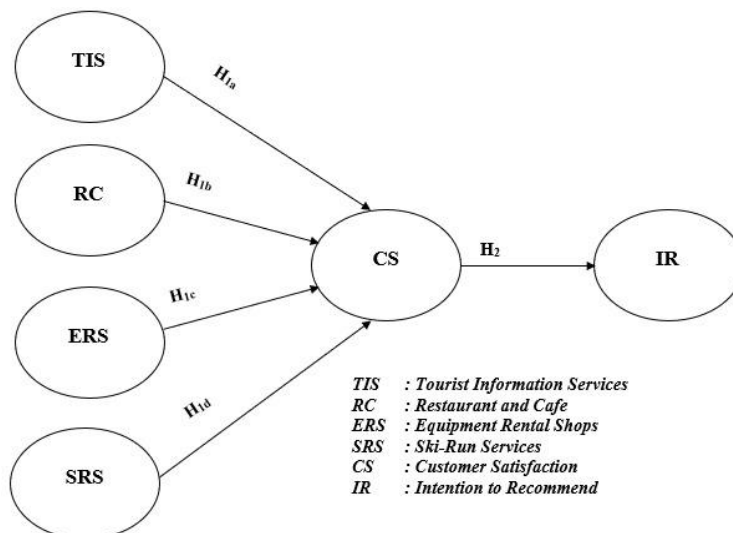 TIS
H1a
RC
H1b
CS
H2
IR
ERS
H1c
SRS
H1d
TIS : Tourist Information Services
RC : Restaurant and Cafe
ERS : Equipment Rental Shops
SRS : Ski-Run Services
CS : Customer Satisfaction
IR : Intention to Recommend